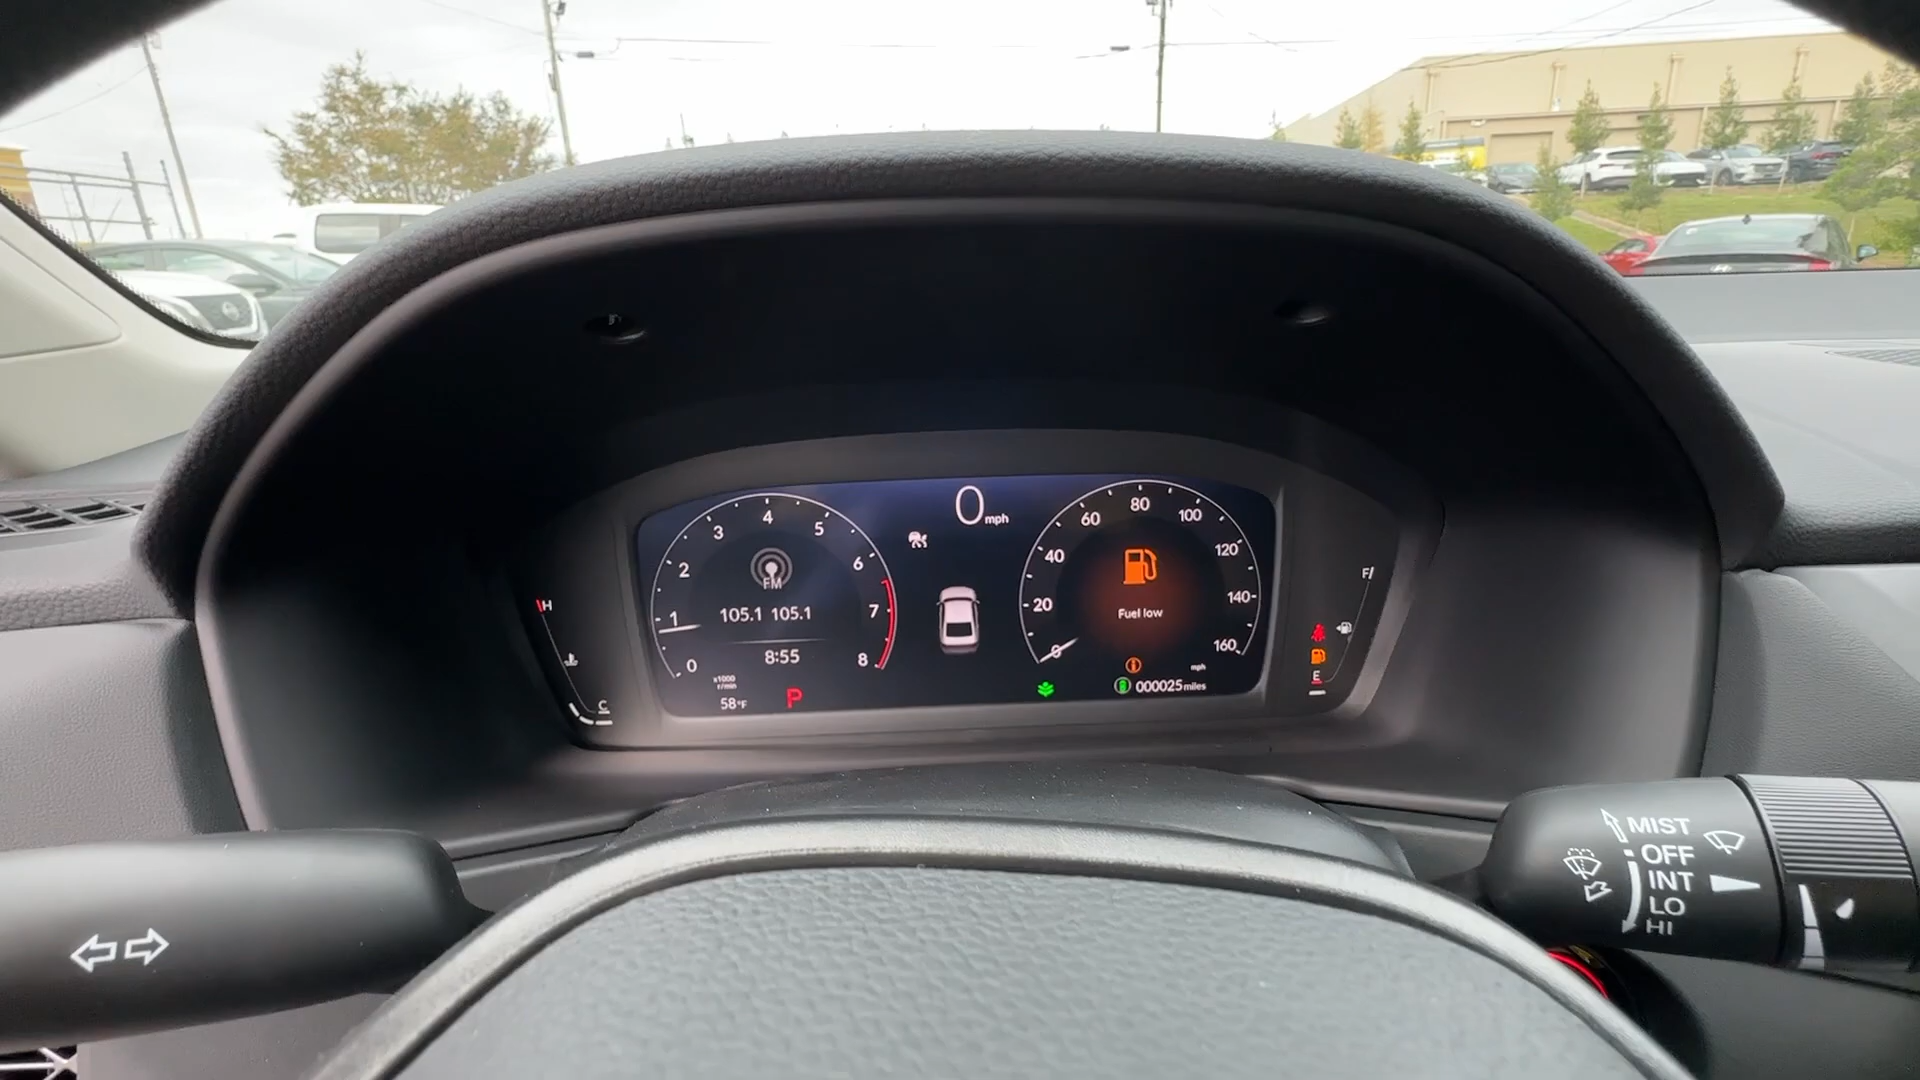 0 mph
4
3
5
2
6
1
7
0
8
FM
105.1 105.1
8:55
x1000
r/min
58°F
P
80
60
100
40
120
20
140
0
160
Fuel low
mph
000025 miles
H
C
F
E
MIST
OFF
INT
LO
HI